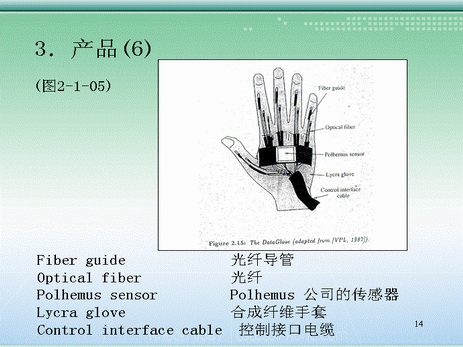 3. 产品(6)
(图2-1-05)
Fiber guide
Optical fiber
Polhemus sensor
Lycra glove
Control interface
cable
Figure 2.15: The DataGlove (adapted from [VPL, 1987]).
Fiber guide 光纤导管
Optical fiber 光纤
Polhemus sensor Polhemus 公司的传感器
Lycra glove 合成纤维手套
Control interface cable 控制接口电缆
14